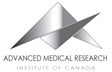 ADVANCED MEDICAL RESEARCH
INSTITUTE OF CANADA